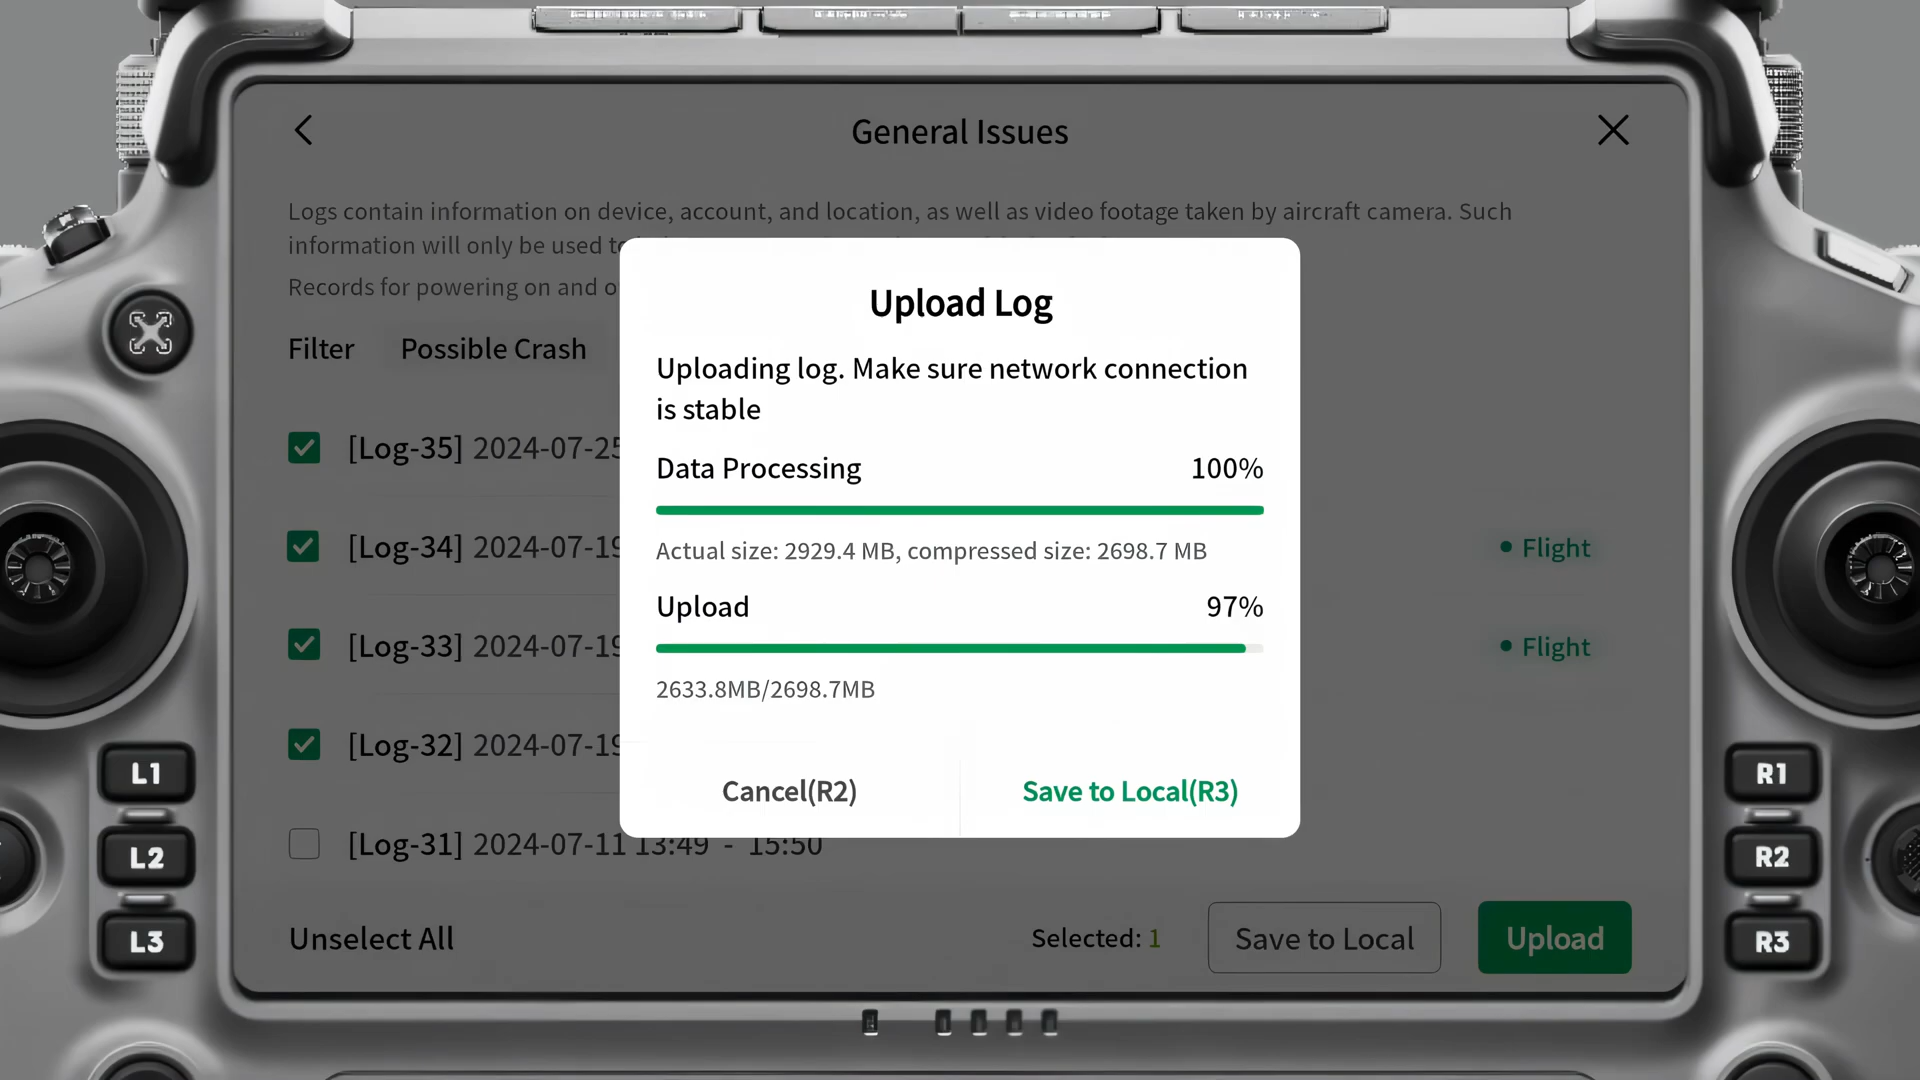 General Issues
Logs contain information on device, account, and location, as well as video footage taken by aircraft camera. Such
information will only be used
Records for powering on and
Filter Possible Crash
Upload Log
Uploading log. Make sure network connection
is stable
Data Processing 100%
Actual size: 2929.4 MB, compressed size: 2698.7 MB
Upload 97%
2633.8MB/2698.7MB
Cancel(R2) Save to Local(R3)
[Log-35] 2024-07-25
[Log-34] 2024-07-19 Flight
[Log-33] 2024-07-19 Flight
[Log-32] 2024-07-19
[Log-31] 2024-07-11 13:49 - 15:50
Unselect All Selected: 1 Save to Local Upload
L1
L2
L3
R1
R2
R3